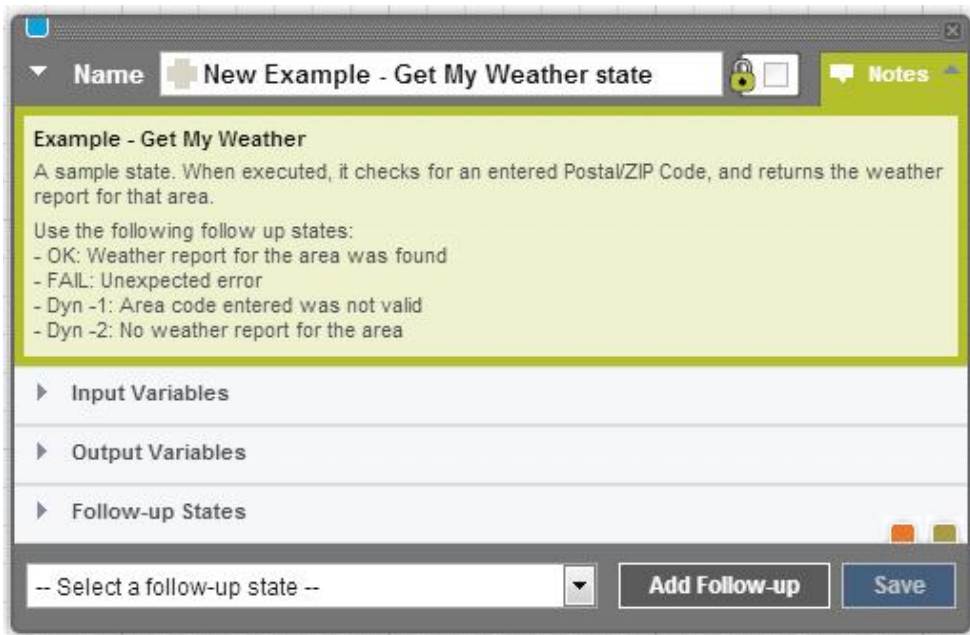 Name New Example - Get My Weather state Notes
Example - Get My Weather
A sample state. When executed, it checks for an entered Postal/ZIP Code, and returns the weather
report for that area.
Use the following follow up states:
- OK: Weather report for the area was found
- FAIL: Unexpected error
- Dyn -1: Area code entered was not valid
- Dyn -2: No weather report for the area
Input Variables
Output Variables
Follow-up States
-- Select a follow-up state -- Add Follow-up Save